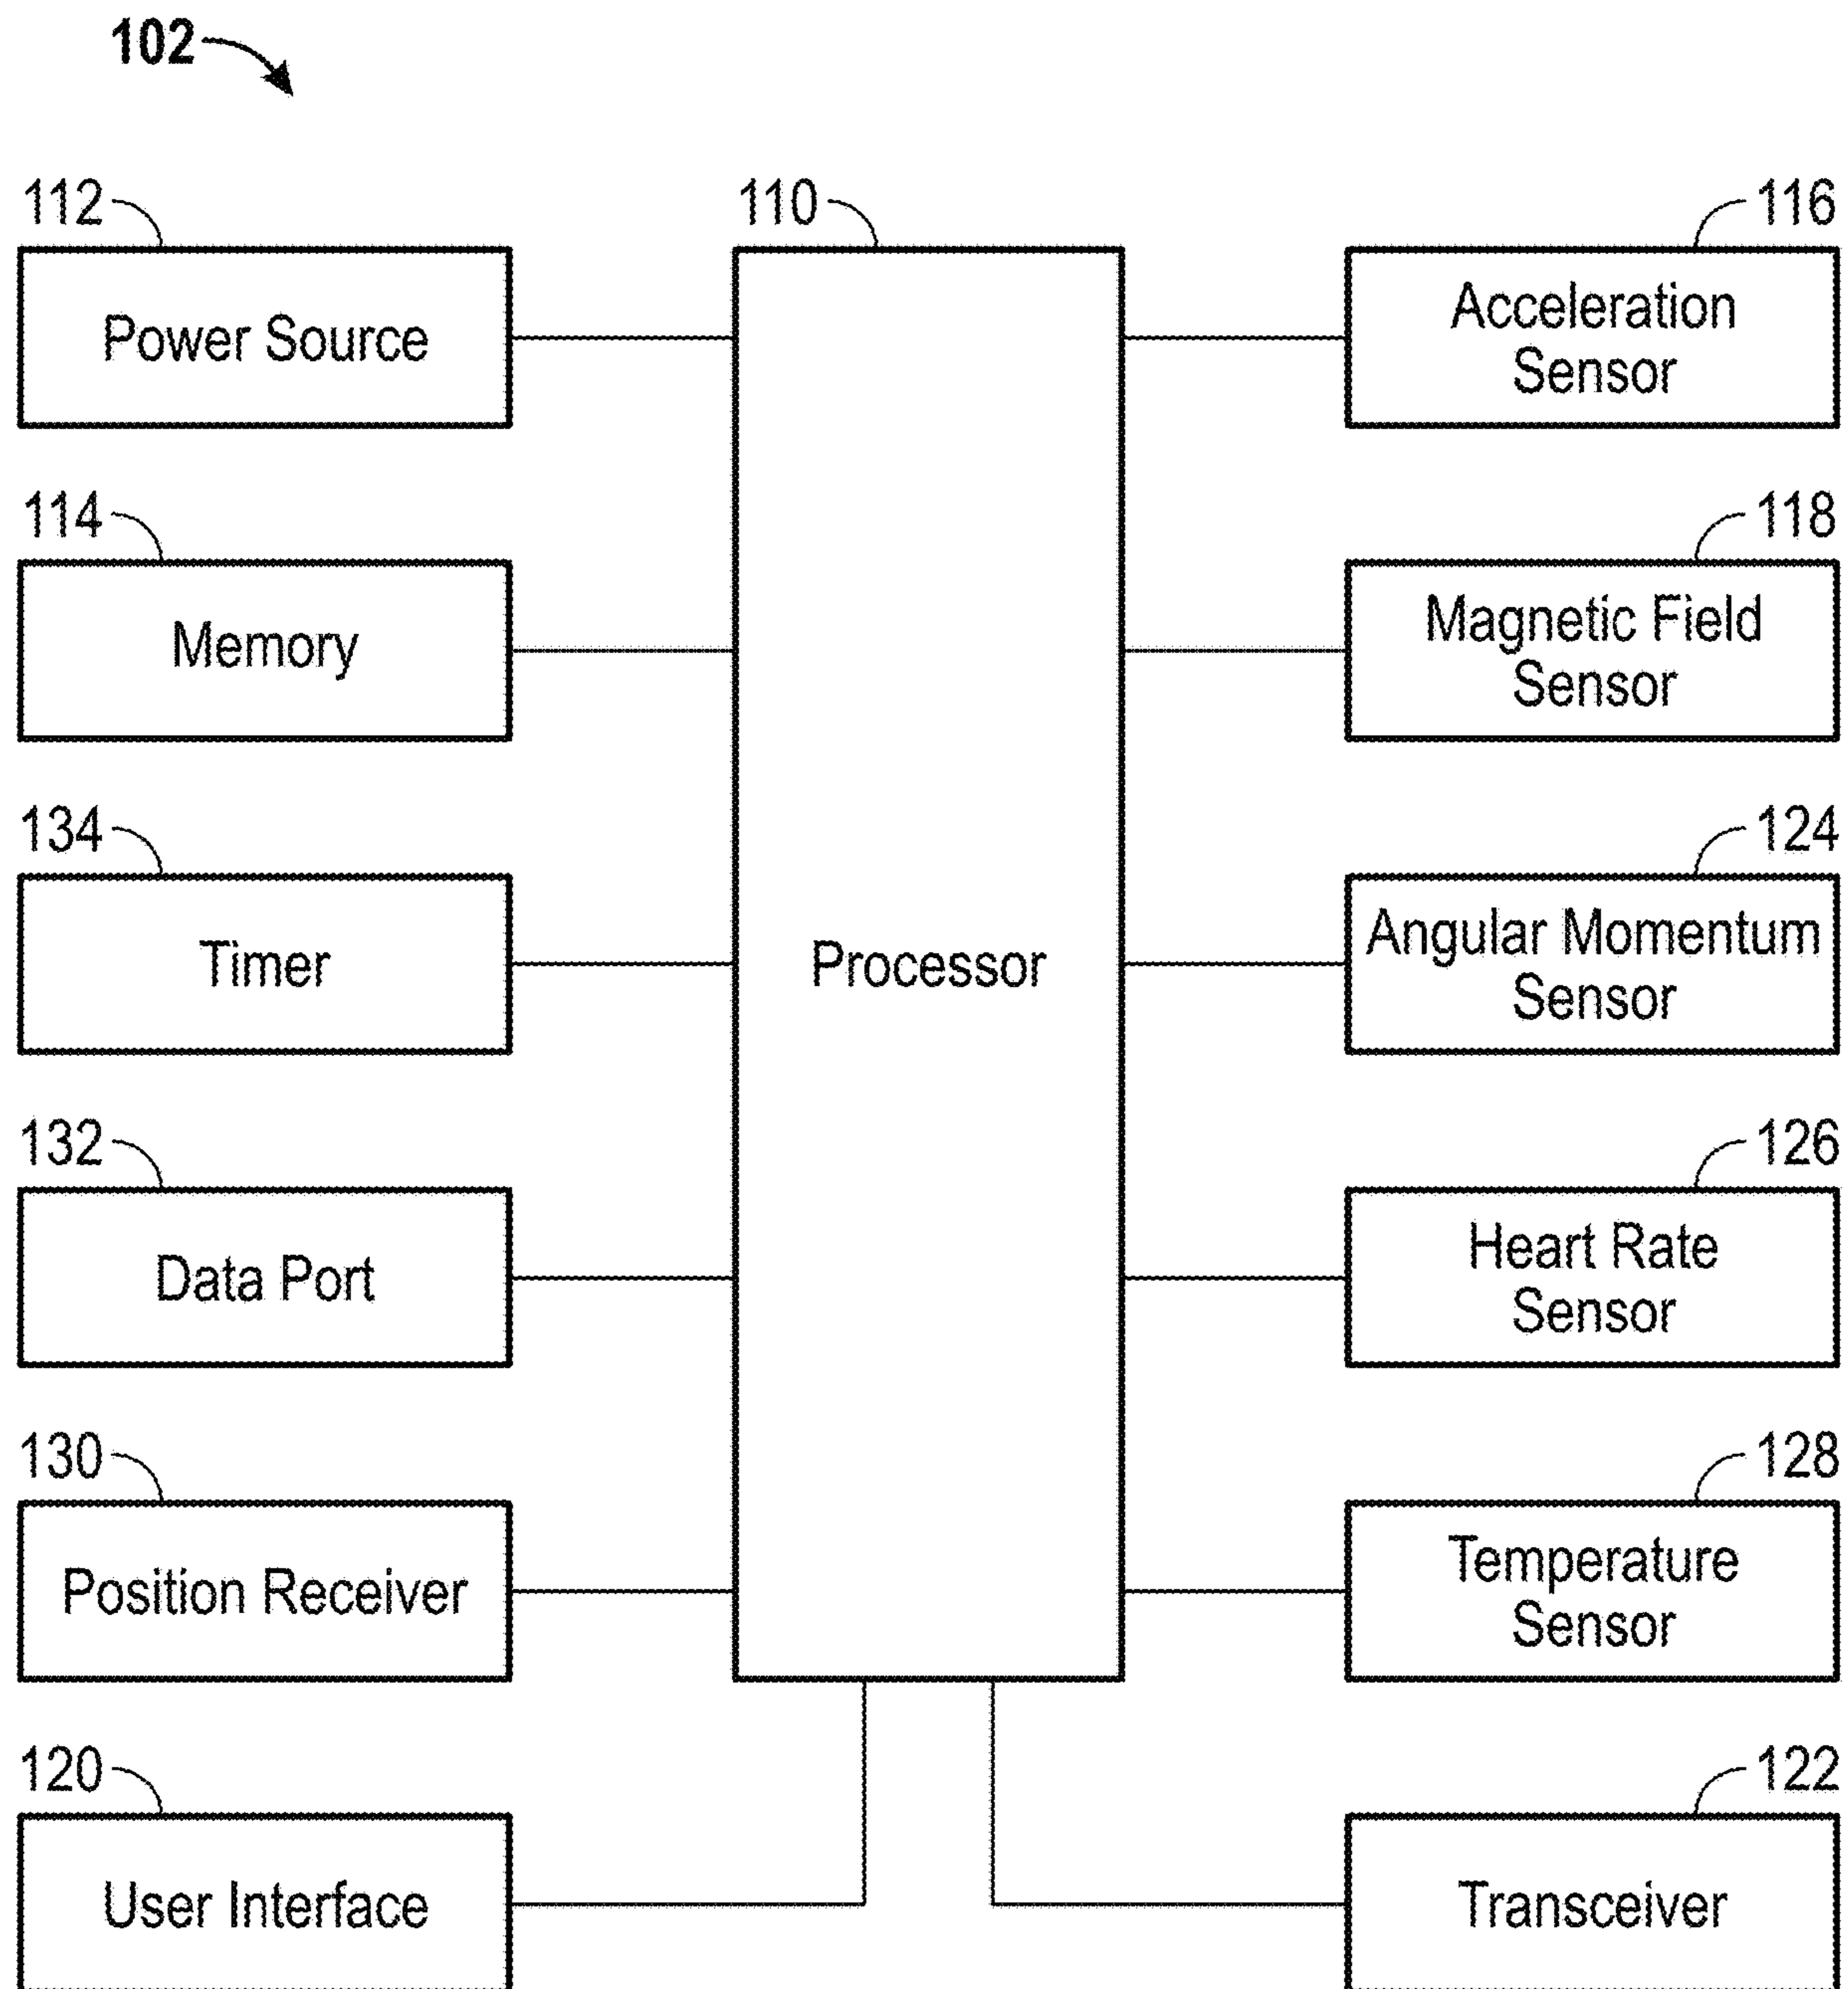 102
112
110
116
Power Source
Acceleration
Sensor
114
118
Memory
Magnetic Field
Sensor
134
124
Timer
Processor
Angular Momentum
Sensor
132
126
Data Port
Heart Rate
Sensor
130
128
Position Receiver
Temperature
Sensor
120
122
User Interface
Transceiver